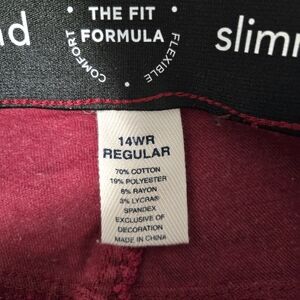 THE FIT
FORMULA
COMFORT
FLEXIBLE
slim
14WR
REGULAR
70% COTTON
19% POLYESTER
8% RAYON
3% LYCRA®
SPANDEX
EXCLUSIVE OF
DECORATION
MADE IN CHINA